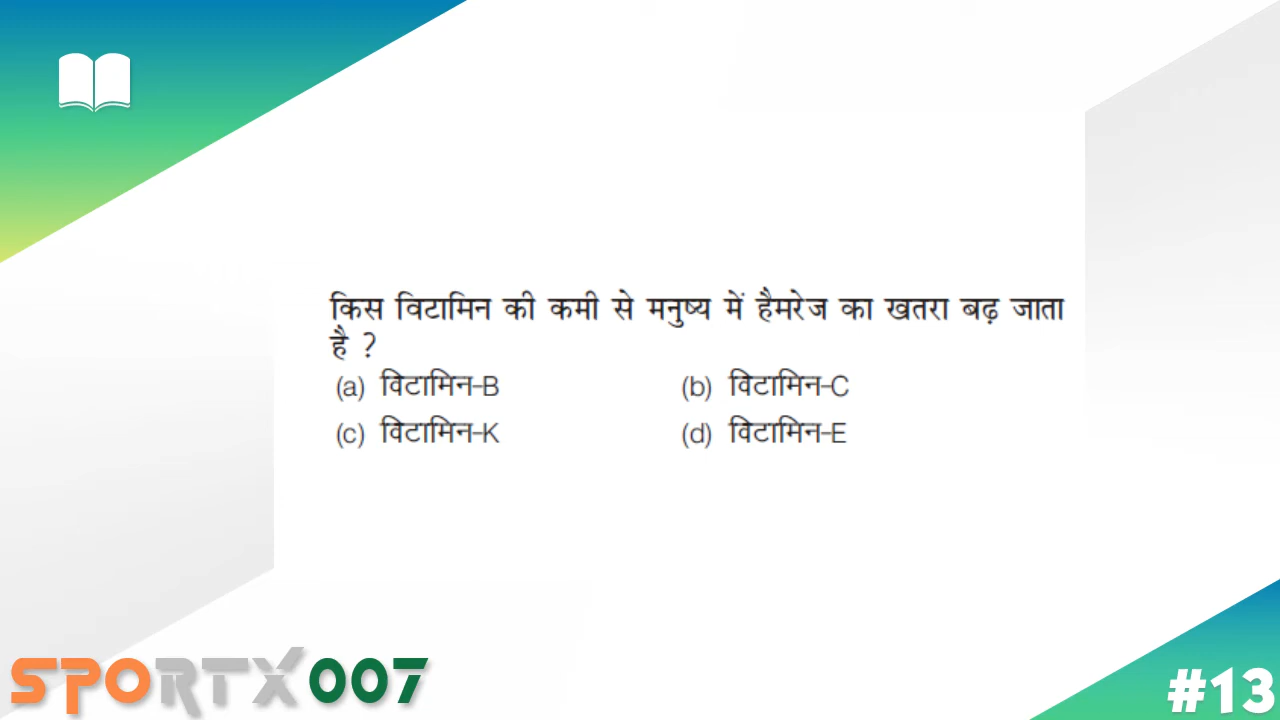 किस विटामिन की कमी से मनुष्य में हैमरेज का खतरा बढ़ जाता
है ?
(a) विटामिन-B (b) विटामिन-C
(c) विटामिन-K (d) विटामिन-E
SPORTX007
#13